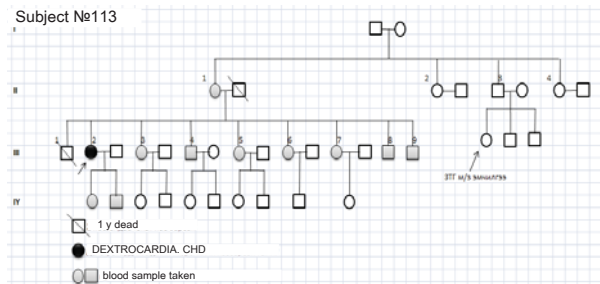 Subject №113
I
1 2 3 4
II
1 2 3 4 5 6 7 8 9
III
IY
1 y dead
DEXTROCARDIA. CHD
blood sample taken